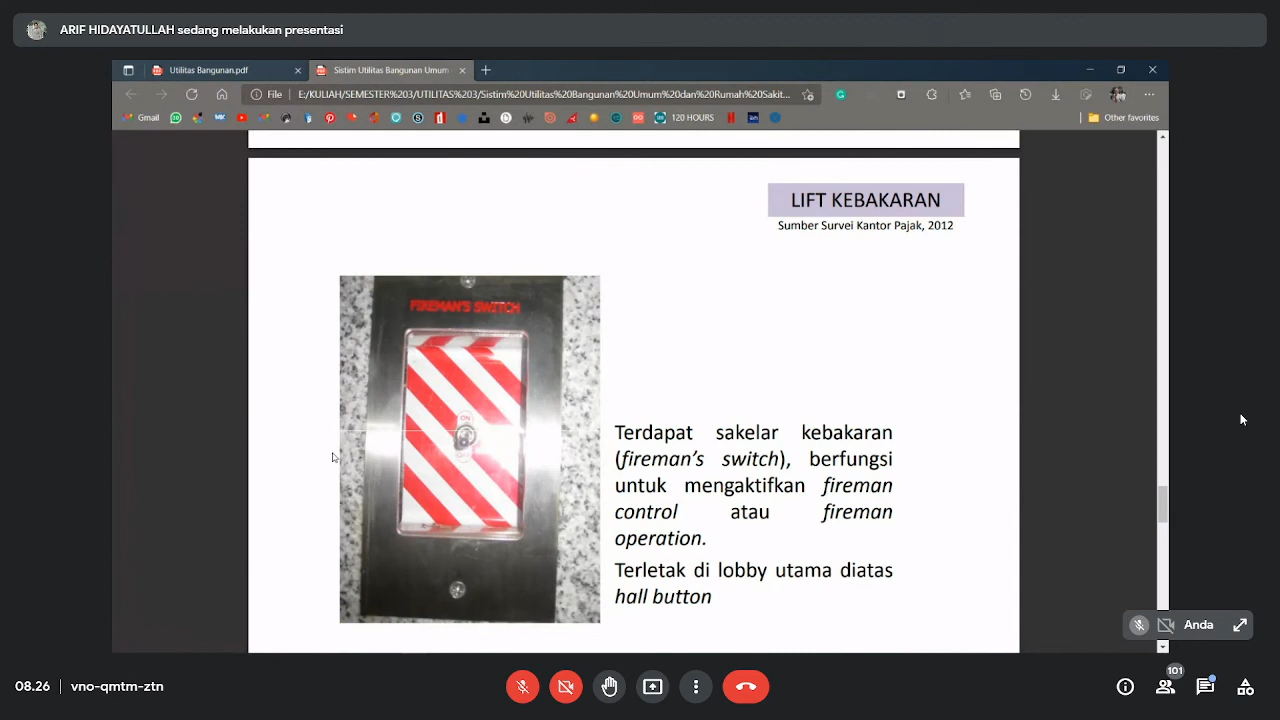 ARIF HIDAYATULLAH sedang melakukan presentasi
Utilitas Bangunan.pdf
Sistim Utilitas Bangunan Umum
File
E:/KULIAH/SEMESTER%203/UTILITAS%203/Sistim%20Utilitas%20Bangunan%20Umum%20dan%20Rumah%20Sakit...
Gmail
120 HOURS
Other favorites
LIFT KEBAKARAN
Sumber Survei Kantor Pajak, 2012
FIREMAN'S SWITCH
ON
OFF
Terdapat sakelar kebakaran
(fireman's switch), berfungsi
untuk mengaktifkan fireman
control atau fireman
operation.
Terletak di lobby utama diatas
hall button
Anda
08.26 | vno-qmtm-ztn
101